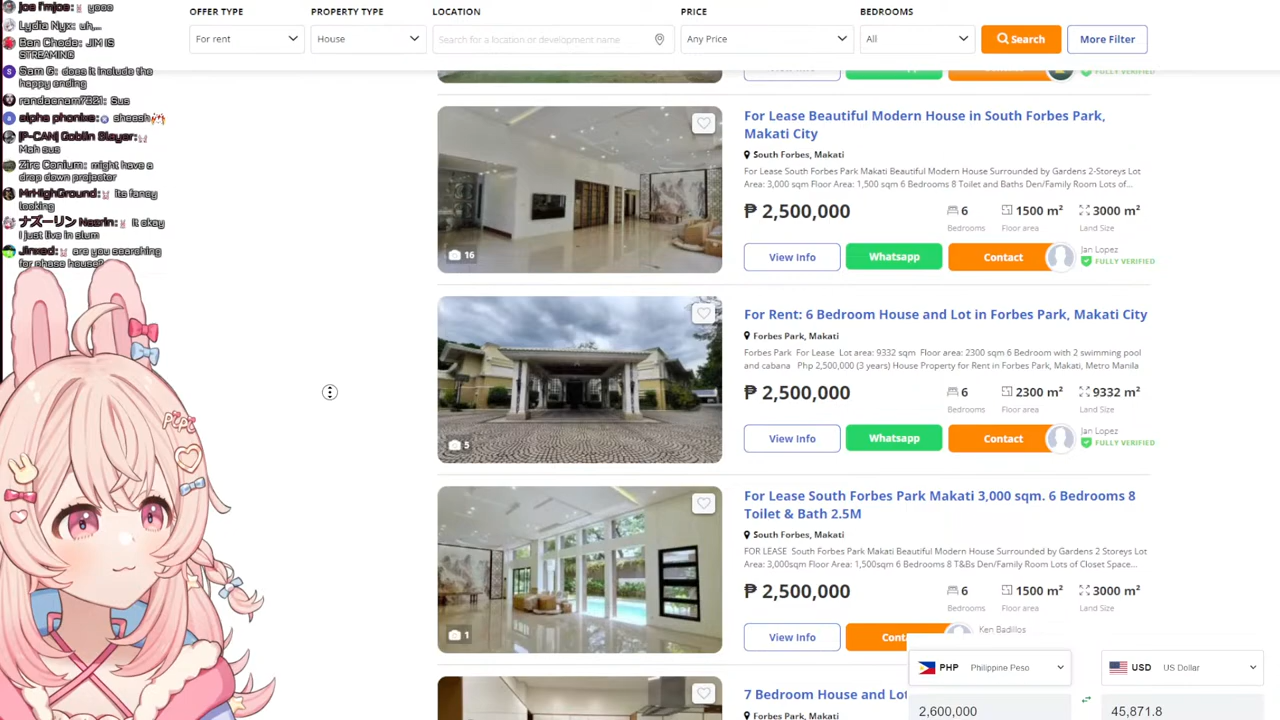 joe i'mjoe: yooo
Lydia Nyx: uh,..
Ben Chode: JIM IS
STREAMING
Sam G: does it include the
happy ending
randacnam7321: Sus
alpha phonixe: sheesh
[P-CAN] Goblin Slayer:
Mah sus
Zirc Conium: might have a
drop down projector
MrHighGround: its fancy
looking
ナズーリン Nazrin: it okay
I just live in slum
Jinxed: are you searching
for phase house?
Pipi
OFFER TYPE
For rent
PROPERTY TYPE
House
LOCATION
Search for a location or development name
PRICE
Any Price
BEDROOMS
All
Search
More Filter
FULLY VERIFIED
For Lease Beautiful Modern House in South Forbes Park,
Makati City
South Forbes, Makati
For Lease South Forbes Park Makati Beautiful Modern House Surrounded by Gardens 2-Storeys Lot
Area: 3,000 sqm Floor Area: 1,500 sqm 6 Bedrooms 8 Toilet and Baths Den/Family Room Lots of...
₱ 2,500,000
6
Bedrooms
1500 m²
Floor area
3000 m²
Land Size
16
View Info
Whatsapp
Contact
Jan Lopez
FULLY VERIFIED
For Rent: 6 Bedroom House and Lot in Forbes Park, Makati City
Forbes Park, Makati
Forbes Park For Lease Lot area: 9332 sqm Floor area: 2300 sqm 6 Bedroom with 2 swimming pool
and cabana Php 2,500,000 (3 years) House Property for Rent in Forbes Park, Makati, Metro Manila
₱ 2,500,000
6
Bedrooms
2300 m²
Floor area
9332 m²
Land Size
5
View Info
Whatsapp
Contact
Jan Lopez
FULLY VERIFIED
For Lease South Forbes Park Makati 3,000 sqm. 6 Bedrooms 8
Toilet & Bath 2.5M
South Forbes, Makati
FOR LEASE South Forbes Park Makati Beautiful Modern House Surrounded by Gardens 2 Storeys Lot
Area: 3,000sqm Floor Area: 1,500sqm 6 Bedrooms 8 T&Bs Den/Family Room Lots of Closet Space...
₱ 2,500,000
6
Bedrooms
1500 m²
Floor area
3000 m²
Land Size
1
View Info
Ken Badillos
7 Bedroom House and Lot
Forbes Park, Makati
PHP Philippine Peso
USD US Dollar
2,600,000
45,871.8